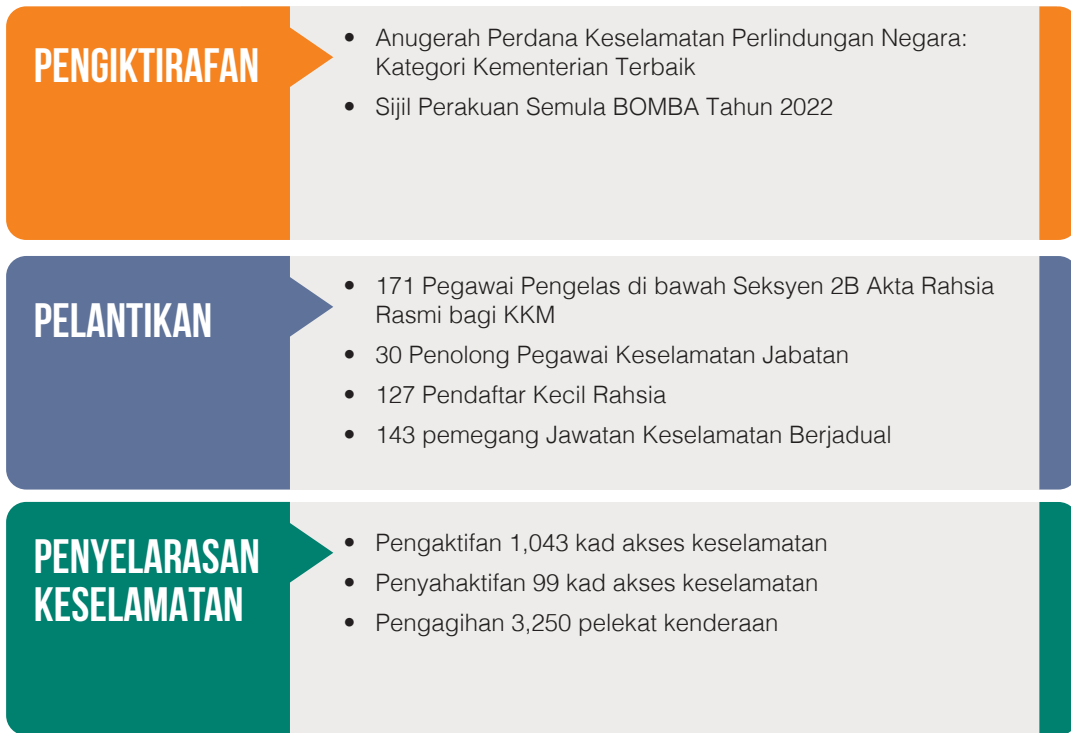 PENGIKTIRAFAN
• Anugerah Perdana Keselamatan Perlindungan Negara:
Kategori Kementerian Terbaik
• Sijil Perakuan Semula BOMBA Tahun 2022
PELANTIKAN
• 171 Pegawai Pengelas di bawah Seksyen 2B Akta Rahsia
Rasmi bagi KKM
• 30 Penolong Pegawai Keselamatan Jabatan
• 127 Pendaftar Kecil Rahsia
• 143 pemegang Jawatan Keselamatan Berjadual
PENYELARASAN
KESELAMATAN
• Pengaktifan 1,043 kad akses keselamatan
• Penyahaktifan 99 kad akses keselamatan
• Pengagihan 3,250 pelekat kenderaan